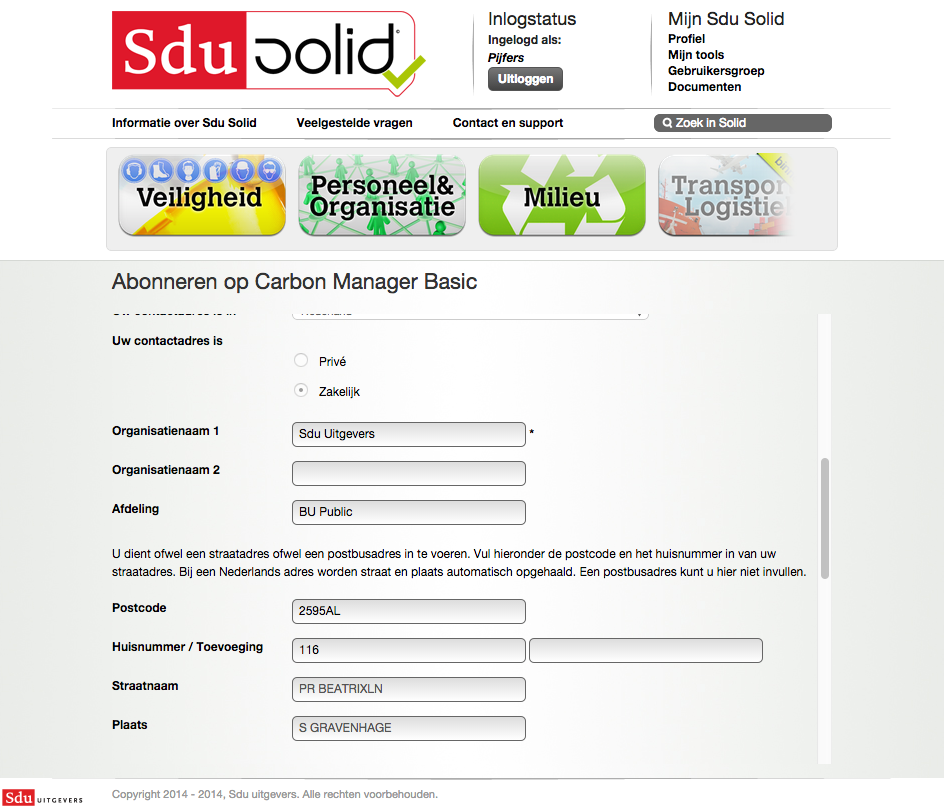 Sdu solid
Inlogstatus
Ingelogd als:
Pijfers
Uitloggen
Mijn Sdu Solid
Profiel
Mijn tools
Gebruikersgroep
Documenten
Informatie over Sdu Solid
Veelgestelde vragen
Contact en support
Zoek in Solid
Veiligheid
Personeel&
Organisatie
Milieu
Transpor
Logistie
Abonneren op Carbon Manager Basic
Uw contactadres is in
Nederland
Uw contactadres is
Privé
Zakelijk
Organisatienaam 1
Sdu Uitgevers
*
Organisatienaam 2
Afdeling
BU Public
U dient ofwel een straatadres ofwel een postbusadres in te voeren. Vul hieronder de postcode en het huisnummer in van uw
straatadres. Bij een Nederlands adres worden straat en plaats automatisch opgehaald. Een postbusadres kunt u hier niet invullen.
Postcode
2595AL
Huisnummer / Toevoeging
116
Straatnaam
PR BEATRIXLN
Plaats
S GRAVENHAGE
Sdu UITGEVERS
Copyright 2014 - 2014, Sdu uitgevers. Alle rechten voorbehouden.